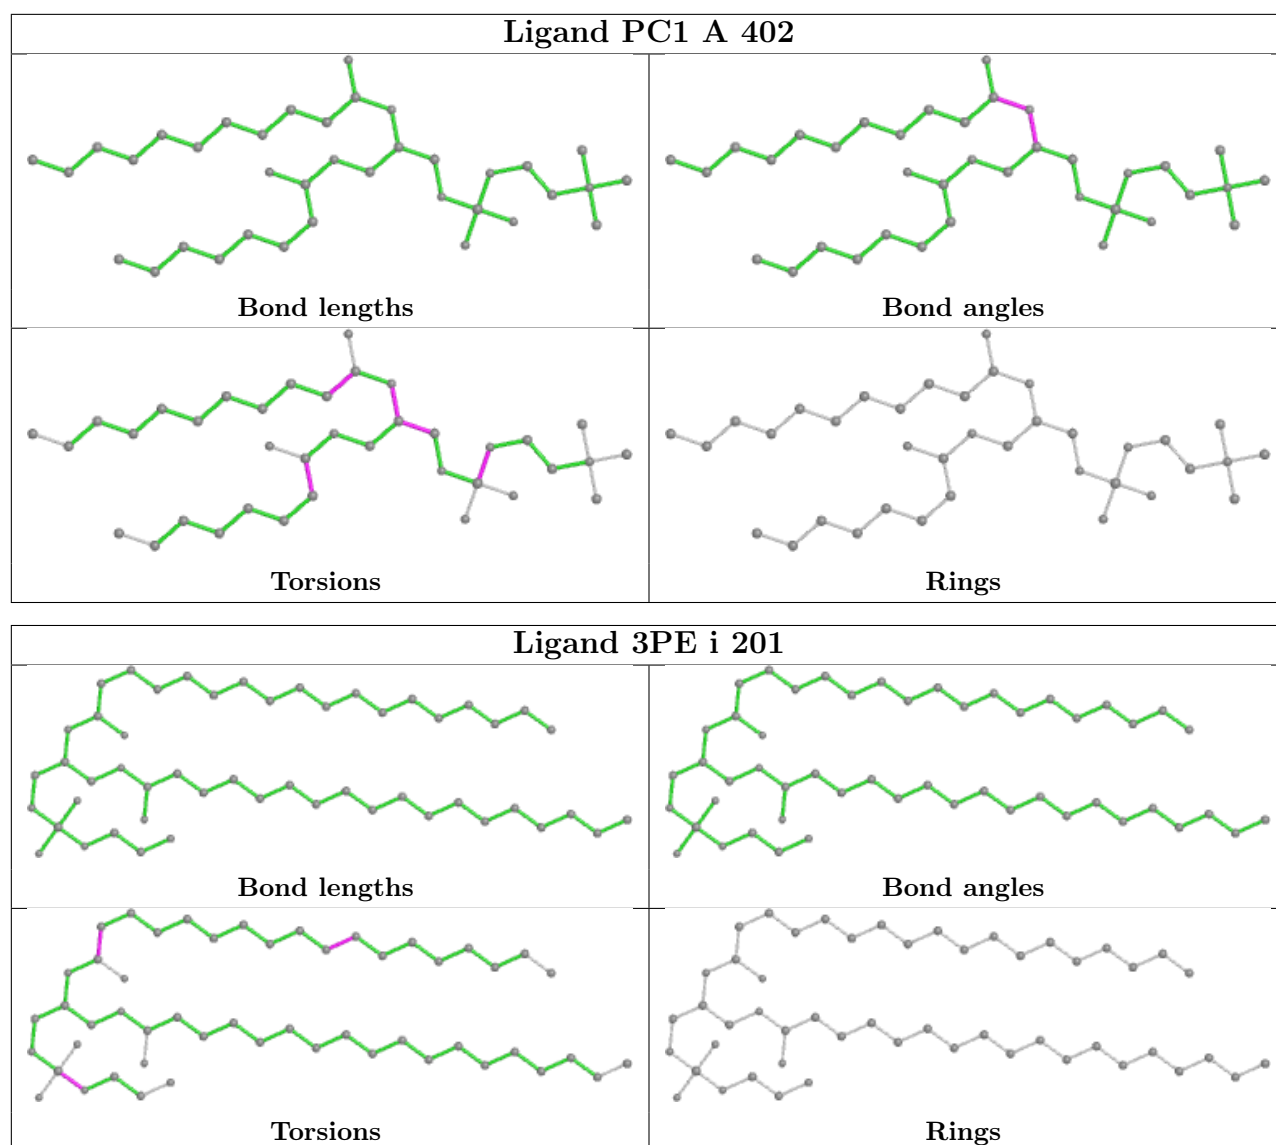 Ligand PC1 A 402
Bond lengths
Bond angles
Torsions
Rings
Ligand 3PE i 201
Bond lengths
Bond angles
Torsions
Rings